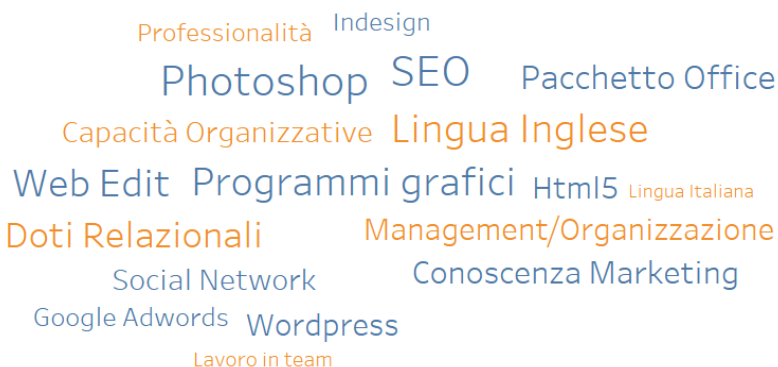 Professionalità Indesign
Photoshop SEO Pacchetto Office
Capacità Organizzative Lingua Inglese
Web Edit Programmi grafici Html5 Lingua Italiana
Doti Relazionali Management/Organizzazione
Social Network Conoscenza Marketing
Google Adwords Wordpress
Lavoro in team